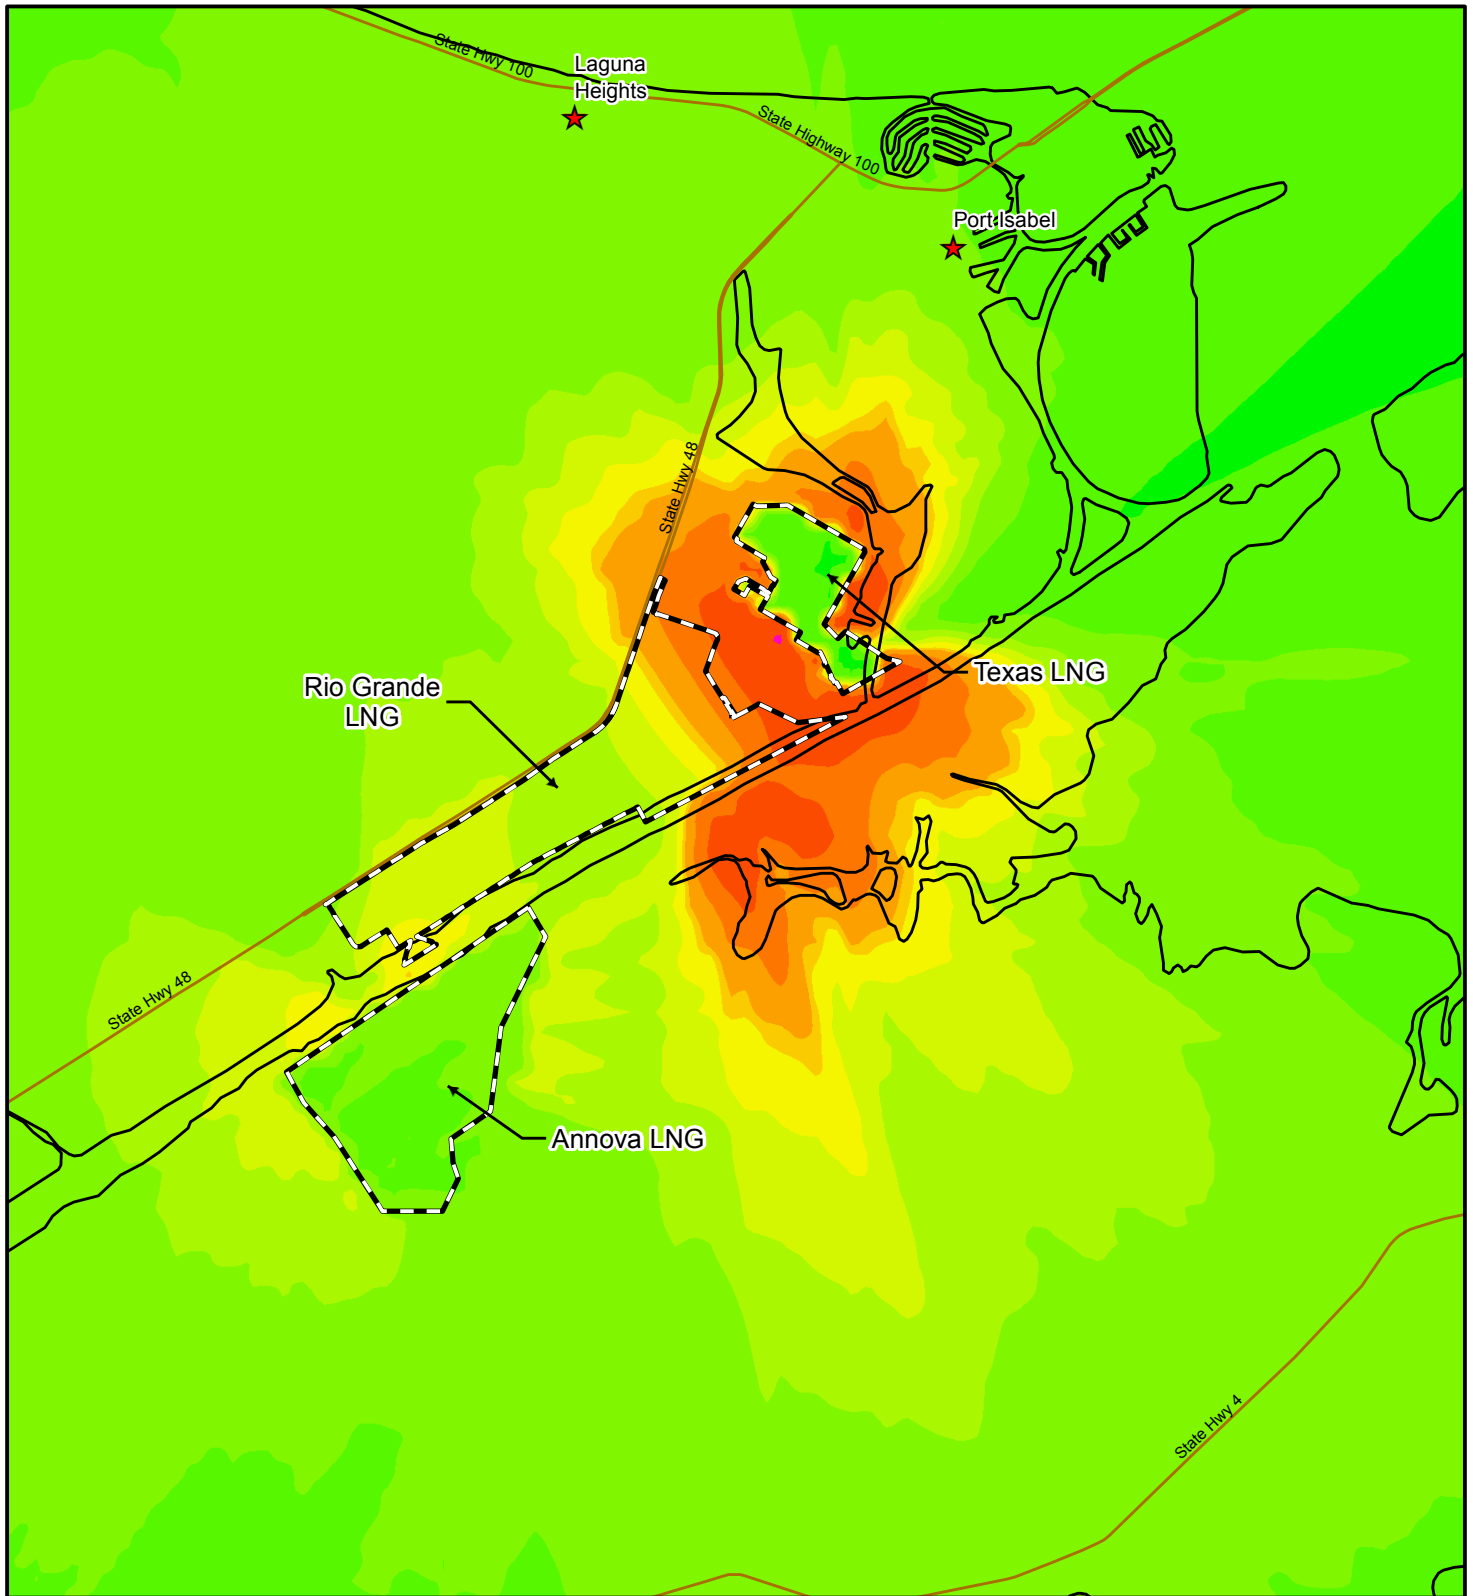 State Hwy 100
Laguna
Heights
State Highway 100
Port Isabel
State Hwy 48
Texas LNG
Rio Grande
LNG
State Hwy 48
Annova LNG
State Hwy 4